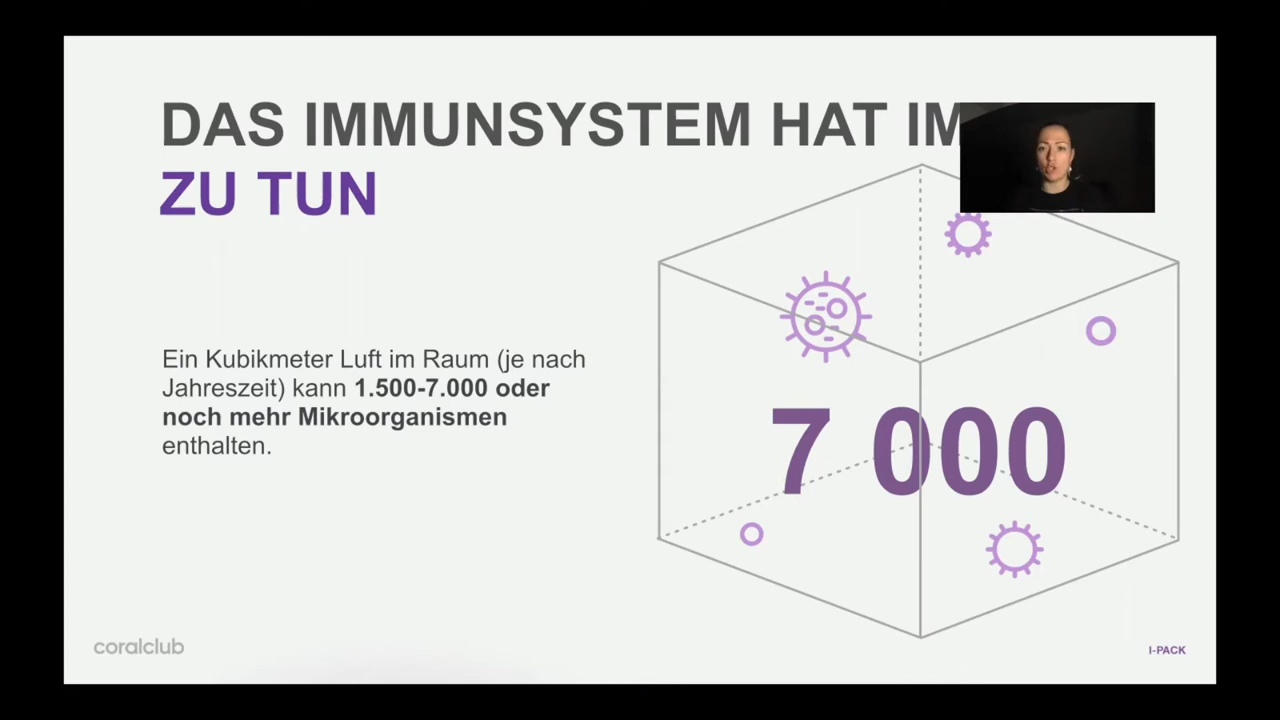 DAS IMMUNSYSTEM HAT
ZU TUN
Ein Kubikmeter Luft im Raum (je nach
Jahreszeit) kann 1.500-7.000 oder
noch mehr Mikroorganismen
enthalten.
7 000
coralclub
I-PACK